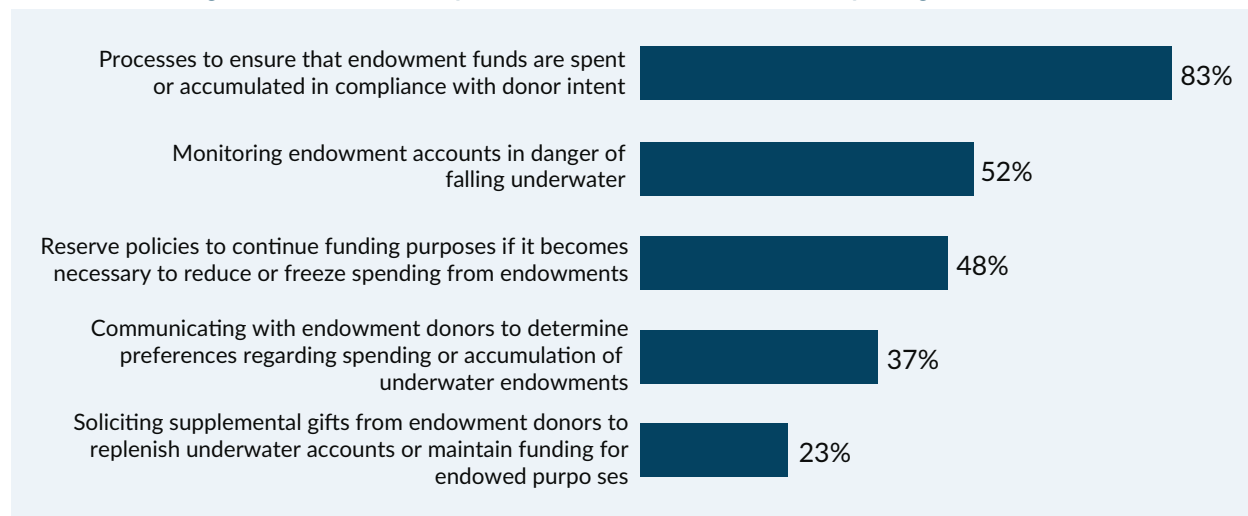 Processes to ensure that endowment funds are spent
or accumulated in compliance with donor intent
83%
Monitoring endowment accounts in danger of
falling underwater
52%
Reserve policies to continue funding purposes if it becomes
necessary to reduce or freeze spending from endowments
48%
Communicating with endowment donors to determine
preferences regarding spending or accumulation of
underwater endowments
37%
Soliciting supplemental gifts from endowment donors to
replenish underwater accounts or maintain funding for
endowed purpo ses
23%